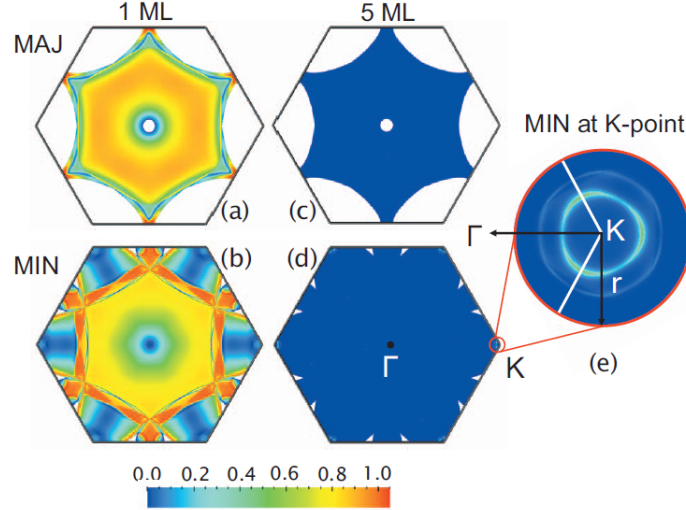 1 ML 5 ML
MAJ
(a) (c)
MIN at K-point
MIN (b) (d)
Γ K r
Γ K (e)
0.0 0.2 0.4 0.6 0.8 1.0